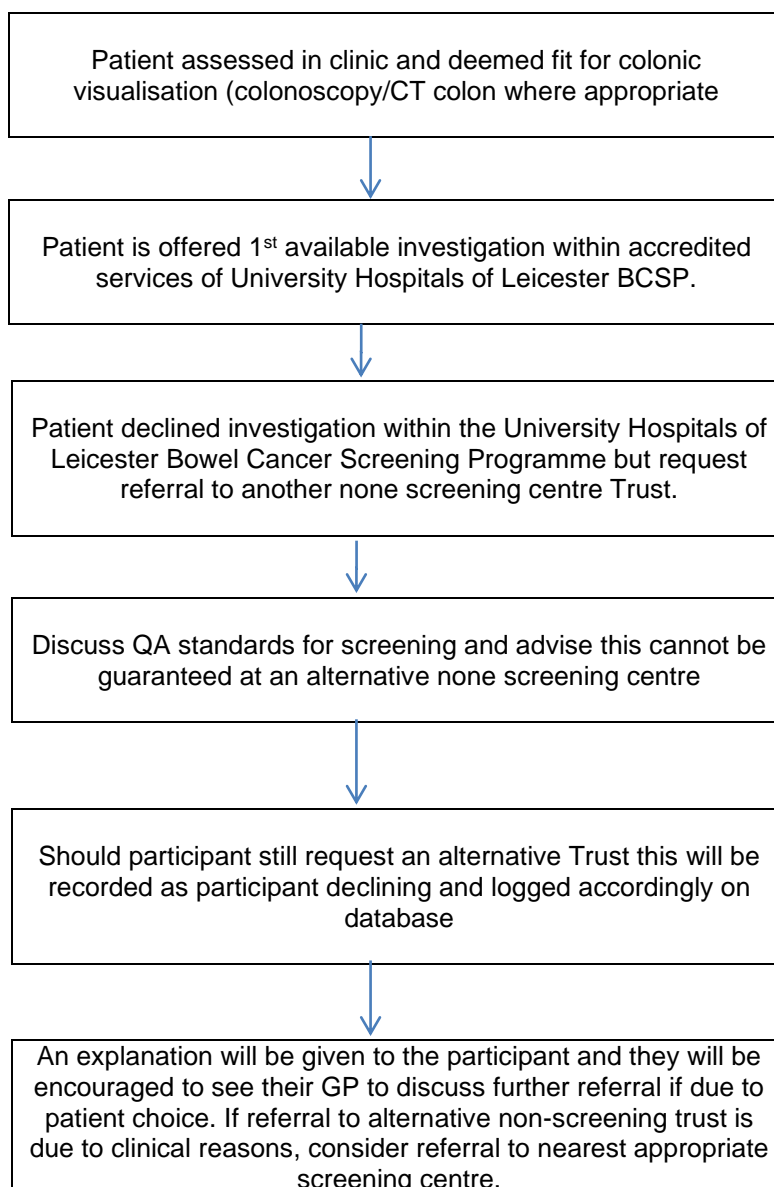 Patient assessed in clinic and deemed fit for colonic
visualisation (colonoscopy/CT colon where appropriate
Patient is offered 1st available investigation within accredited
services of University Hospitals of Leicester BCSP.
Patient declined investigation within the University Hospitals of
Leicester Bowel Cancer Screening Programme but request
referral to another none screening centre Trust.
Discuss QA standards for screening and advise this cannot be
guaranteed at an alternative none screening centre
Should participant still request an alternative Trust this will be
recorded as participant declining and logged accordingly on
database
An explanation will be given to the participant and they will be
encouraged to see their GP to discuss further referral if due to
patient choice. If referral to alternative non-screening trust is
due to clinical reasons, consider referral to nearest appropriate
screening centre.